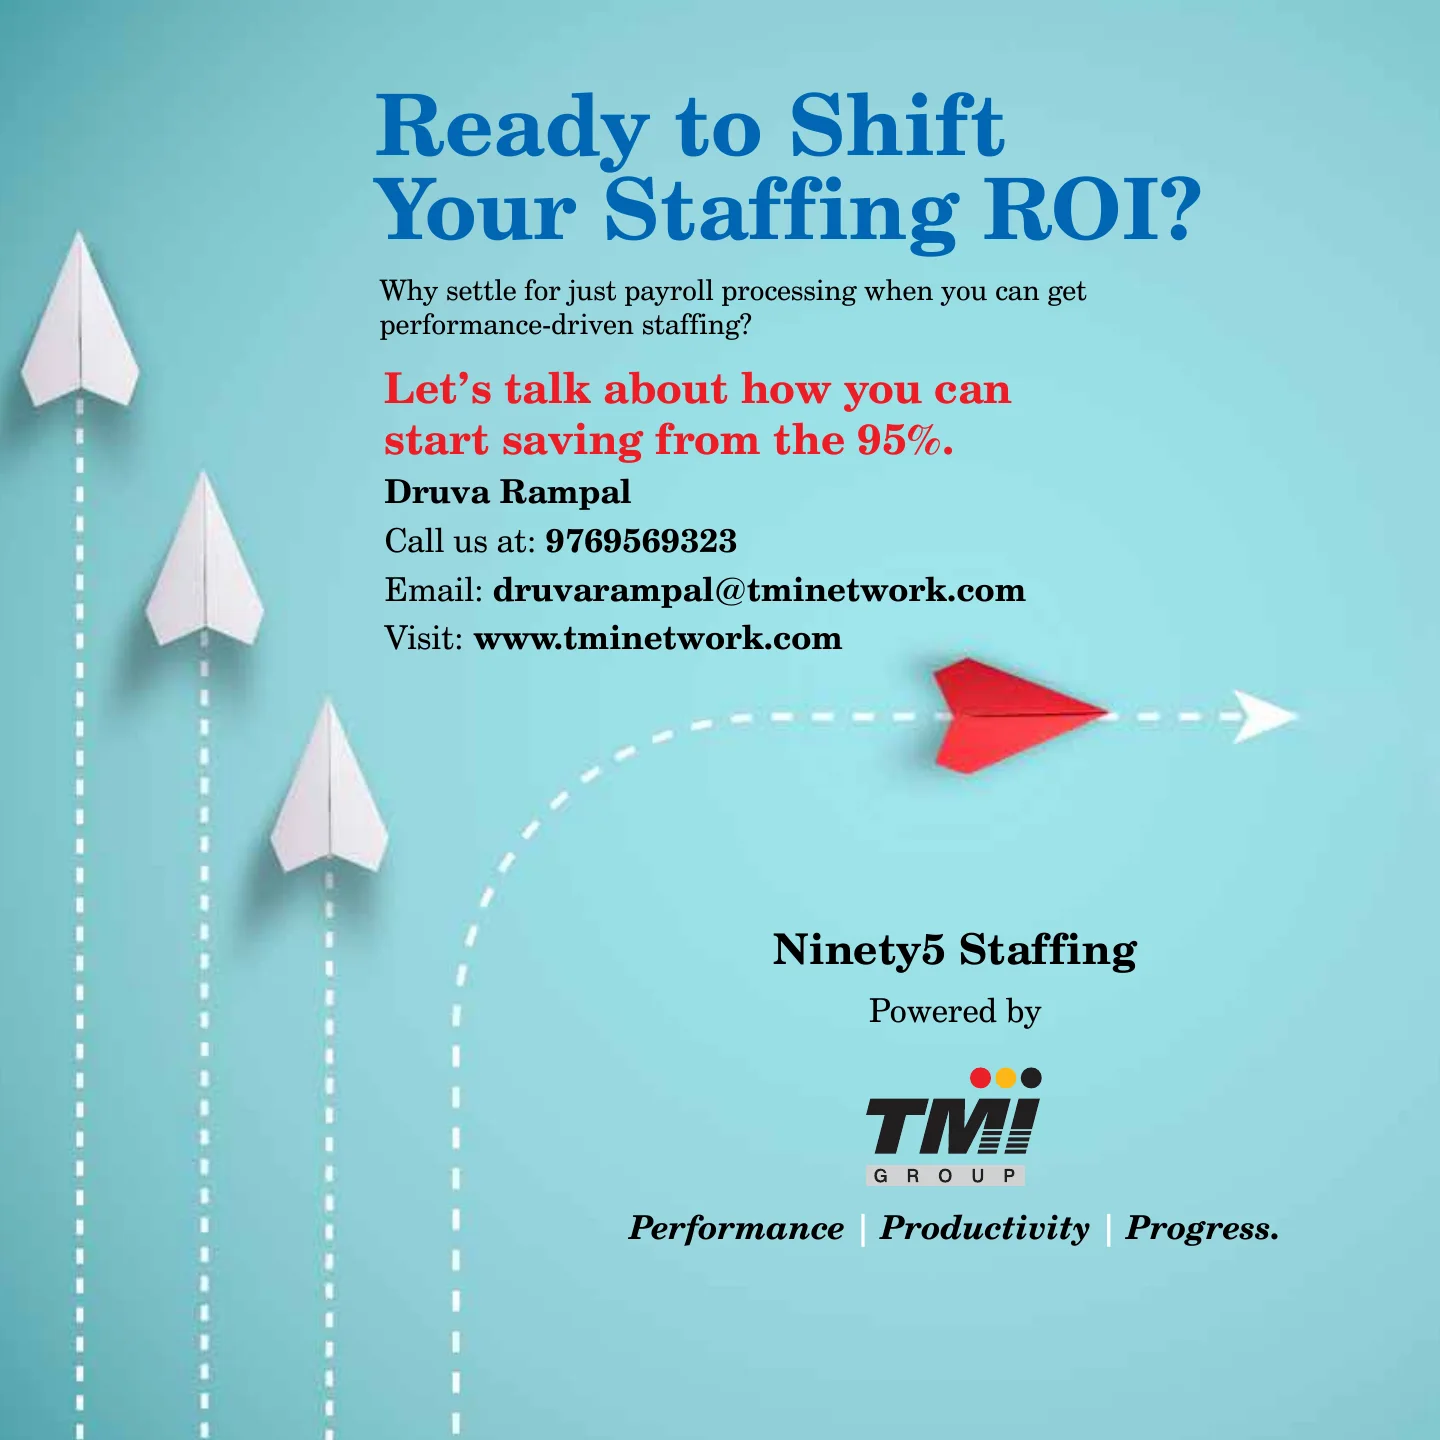 Ready to Shift
Your Staffing ROI?
Why settle for just payroll processing when you can get
performance-driven staffing?
Let’s talk about how you can
start saving from the 95%.
Druva Rampal
Call us at: 9769569323
Email: druvarampal@tminetwork.com
Visit: www.tminetwork.com
Ninety5 Staffing
Powered by
TMI
GROUP
Performance | Productivity | Progress.